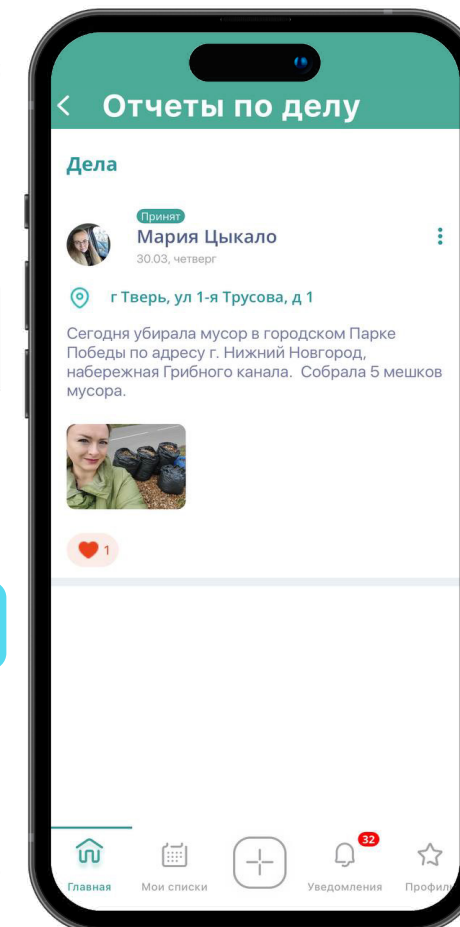 Отчеты по делу
Дела
Принят
Мария Цыкало
30.03, четверг
г Тверь, ул 1-я Трусова, д 1
Сегодня убирала мусор в городском Парке
Победы по адресу г. Нижний Новгород,
набережная Грибного канала. Собрала 5 мешков
мусора.
1
32
Главная
Мои списки
Уведомления
Профиль